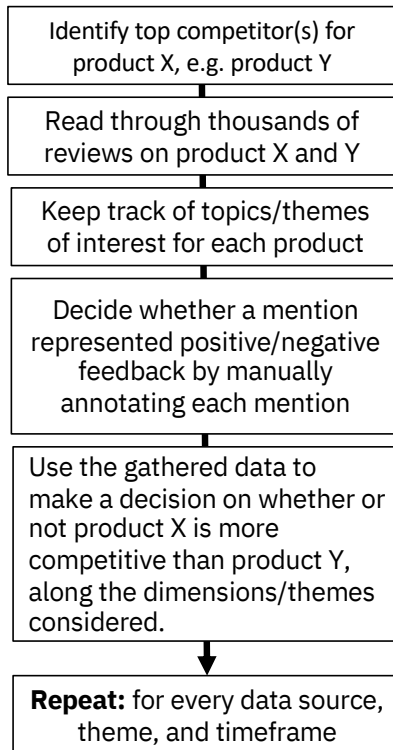 Identify top competitor(s) for
product X, e.g. product Y
Read through thousands of
reviews on product X and Y
Keep track of topics/themes
of interest for each product
Decide whether a mention
represented positive/negative
feedback by manually
annotating each mention
Use the gathered data to
make a decision on whether or
not product X is more
competitive than product Y,
along the dimensions/themes
considered.
Repeat: for every data source,
theme, and timeframe